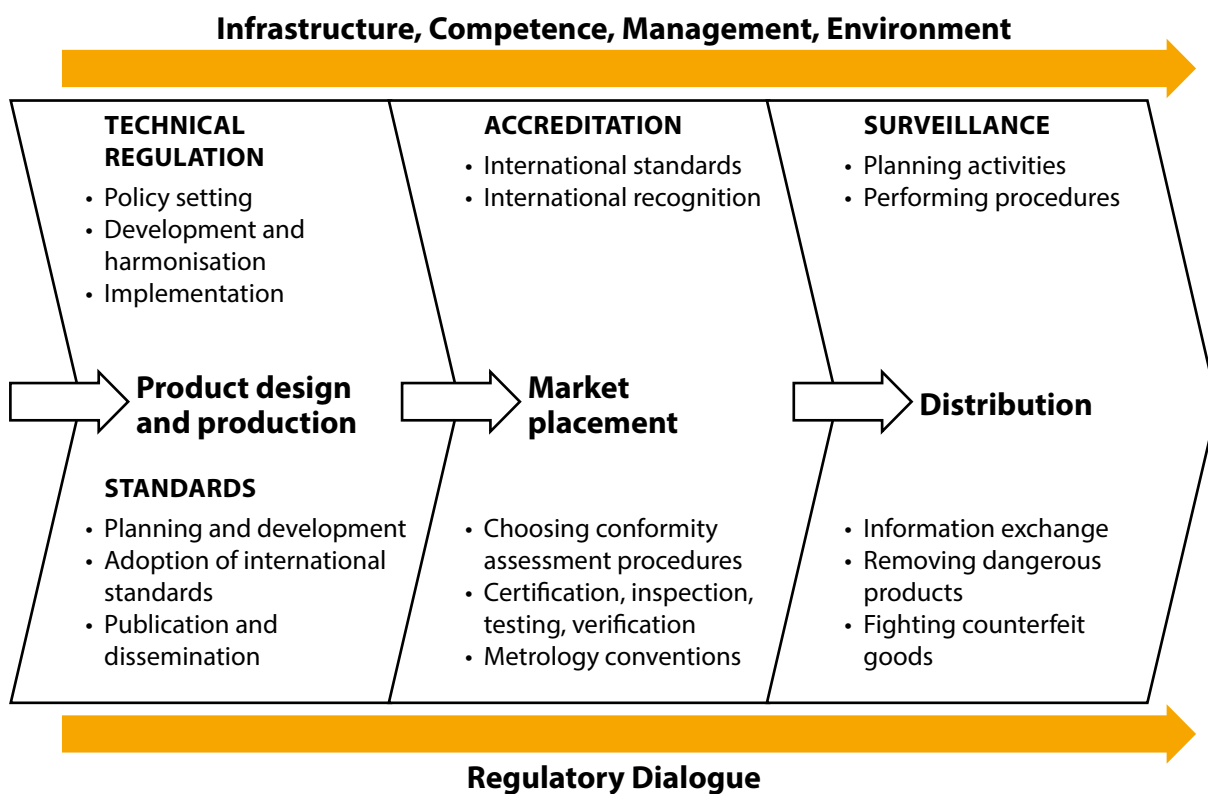 Infrastructure, Competence, Management, Environment
TECHNICAL
REGULATION
• Policy setting
• Development and
harmonisation
• Implementation
Product design
and production
STANDARDS
• Planning and development
• Adoption of international
standards
• Publication and
dissemination
ACCREDITATION
• International standards
• International recognition
Market
placement
• Choosing conformity
assessment procedures
• Certification, inspection,
testing, verification
• Metrology conventions
SURVEILLANCE
• Planning activities
• Performing procedures
Distribution
• Information exchange
• Removing dangerous
products
• Fighting counterfeit
goods
Regulatory Dialogue